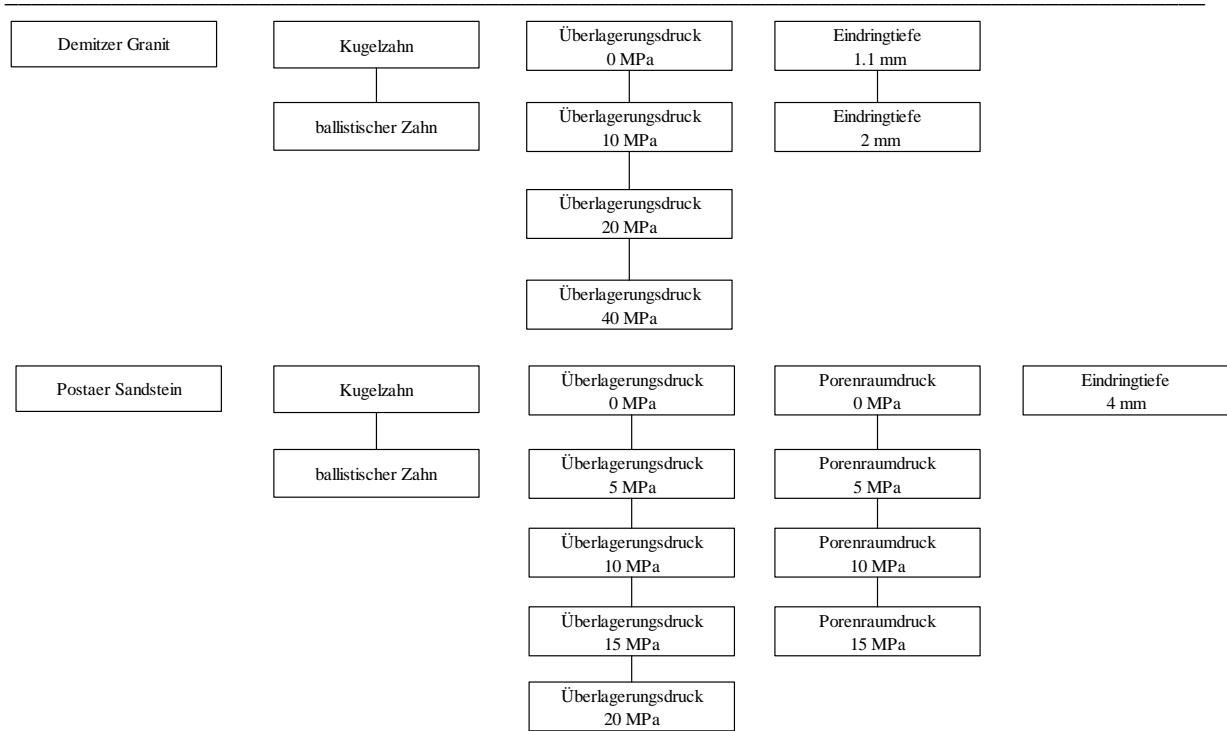 Demitzer Granit
Kugelzahn
ballistischer Zahn
Überlagerungsdruck
0 MPa
Überlagerungsdruck
10 MPa
Überlagerungsdruck
20 MPa
Überlagerungsdruck
40 MPa
Eindringtiefe
1.1 mm
Eindringtiefe
2 mm
Postaer Sandstein
Kugelzahn
ballistischer Zahn
Überlagerungsdruck
0 MPa
Überlagerungsdruck
5 MPa
Überlagerungsdruck
10 MPa
Überlagerungsdruck
15 MPa
Überlagerungsdruck
20 MPa
Porenraumdruck
0 MPa
Porenraumdruck
5 MPa
Porenraumdruck
10 MPa
Porenraumdruck
15 MPa
Eindringtiefe
4 mm